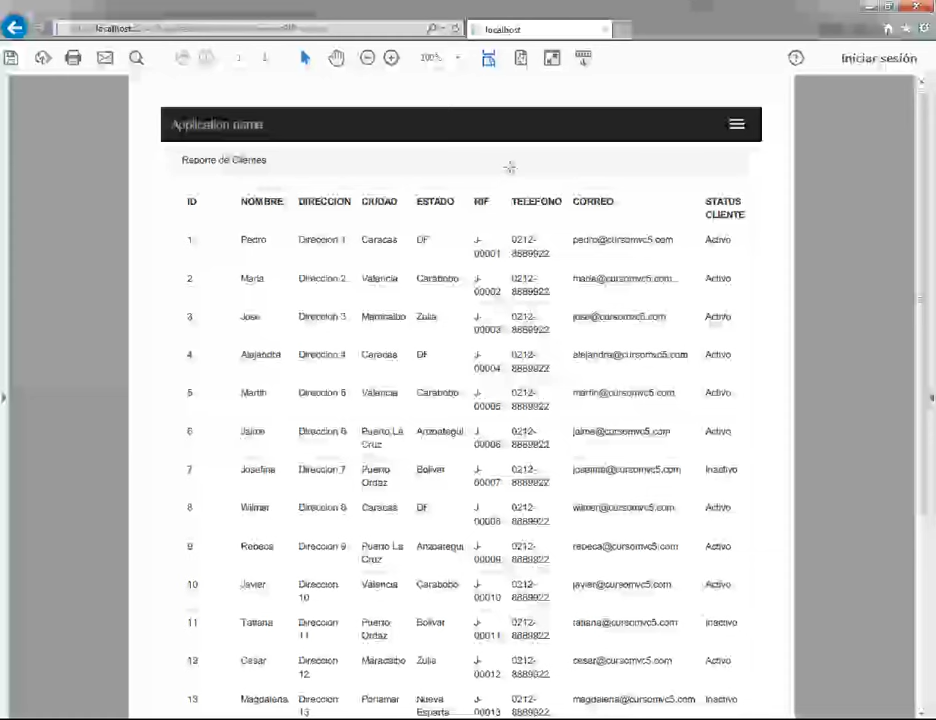 localhost
localhost
100%
Iniciar sesión
Application name
Reporte de Clientes
ID NOMBRE DIRECCION CIUDAD ESTADO RIF TELEFONO CORREO STATUS
CLIENTE
1 Pedro Direccion 1 Caracas DF J- 0212- pedro@cursomvc5.com Activo
00001 8889922
2 Maria Direccion 2 Valencia Carabobo J- 0212- maria@cursomvc5.com Activo
00002 8889922
3 Jose Direccion 3 Maracaibo Zulia J- 0212- jose@cursomvc5.com Activo
00003 8889922
4 Alejandra Direccion 4 Caracas DF J- 0212- alejandra@cursomvc5.com Activo
00004 8889922
5 Martin Direccion 5 Valencia Carabobo J- 0212- martin@cursomvc5.com Activo
00005 8889922
6 Jaime Direccion 6 Puerto La Anzoategui J- 0212- jaime@cursomvc5.com Activo
Cruz 00006 8889922
7 Josefina Direccion 7 Puerto Bolivar J- 0212- josefina@cursomvc5.com Inactivo
Ordaz 00007 8889922
8 Wilmer Direccion 8 Caracas DF J- 0212- wilmer@cursomvc5.com Activo
00008 8889922
9 Rebeca Direccion 9 Puerto La Anzoategui J- 0212- rebeca@cursomvc5.com Activo
Cruz 00009 8889922
10 Javier Direccion Valencia Carabobo J- 0212- javier@cursomvc5.com Activo
10 00010 8889922
11 Tatiana Direccion Puerto Bolivar J- 0212- tatiana@cursomvc5.com Inactivo
11 Ordaz 00011 8889922
12 Cesar Direccion Maracaibo Zulia J- 0212- cesar@cursomvc5.com Activo
12 00012 8889922
13 Magdalena Direccion Porlamar Nueva J- 0212- magdalena@cursomvc5.com Inactivo
13 Esparta 00013 8889922